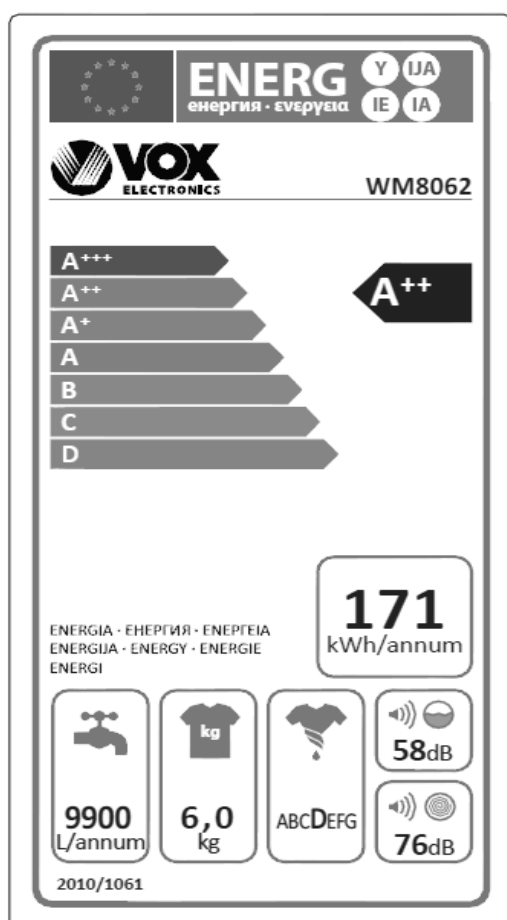 ENERG
енергия · ενεργεια
Y IJA
IE IA
VOX
ELECTRONICS
WM8062
A+++
A++
A++
A+
A
B
C
D
171
kWh/annum
ENERGIA · ЕНЕРГИЯ · ΕΝΕΡΓΕΙΑ
ENERGIJA · ENERGY · ENERGIE
ENERGI
kg
58dB
9900
L/annum
6,0
kg
ABCDEFG
76dB
2010/1061